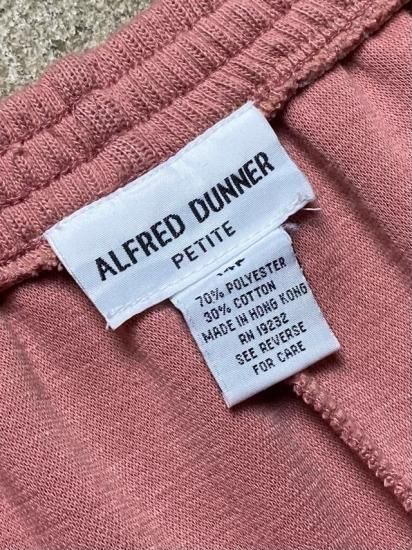 ALFRED DUNNER
PETITE
70% POLYESTER
30% COTTON
MADE IN HONG KONG
RN 19232
SEE REVERSE
FOR CARE